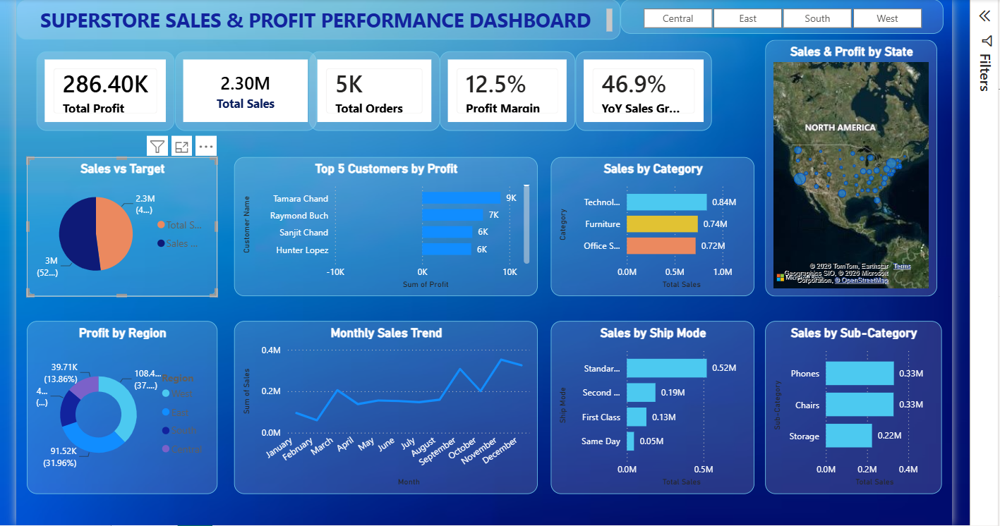 SUPERSTORE SALES & PROFIT PERFORMANCE DASHBOARD
Central
East
South
West
Filters
286.40K
Total Profit
2.30M
Total Sales
5K
Total Orders
12.5%
Profit Margin
46.9%
YoY Sales Gr...
Sales & Profit by State
NORTH AMERICA
© 2026 TomTom, Earthstar
Geographics SIO, © 2026 Microsoft
Corporation, © OpenStreetMap
Terms
Sales vs Target
2.3M
(4...)
3M
(52...)
Total S...
Sales ...
Top 5 Customers by Profit
Customer Name
Tamara Chand
9K
Raymond Buch
7K
Sanjit Chand
6K
Hunter Lopez
6K
-10K
0K
10K
Sum of Profit
Sales by Category
Category
Technol...
0.84M
Furniture
0.74M
Office S...
0.72M
0.0M
0.5M
1.0M
Total Sales
Profit by Region
39.71K
(13.86%)
108.4...
(37....)
4...
(...)
91.52K
(31.96%)
Region
West
East
South
Central
Monthly Sales Trend
Sum of Sales
0.4M
0.2M
0.0M
January
February
March
April
May
June
July
August
September
October
November
December
Month
Sales by Ship Mode
Ship Mode
Standar...
0.52M
Second ...
0.19M
First Class
0.13M
Same Day
0.05M
0.0M
0.5M
Total Sales
Sales by Sub-Category
Sub-Category
Phones
0.33M
Chairs
0.33M
Storage
0.22M
0.0M
0.2M
0.4M
Total Sales